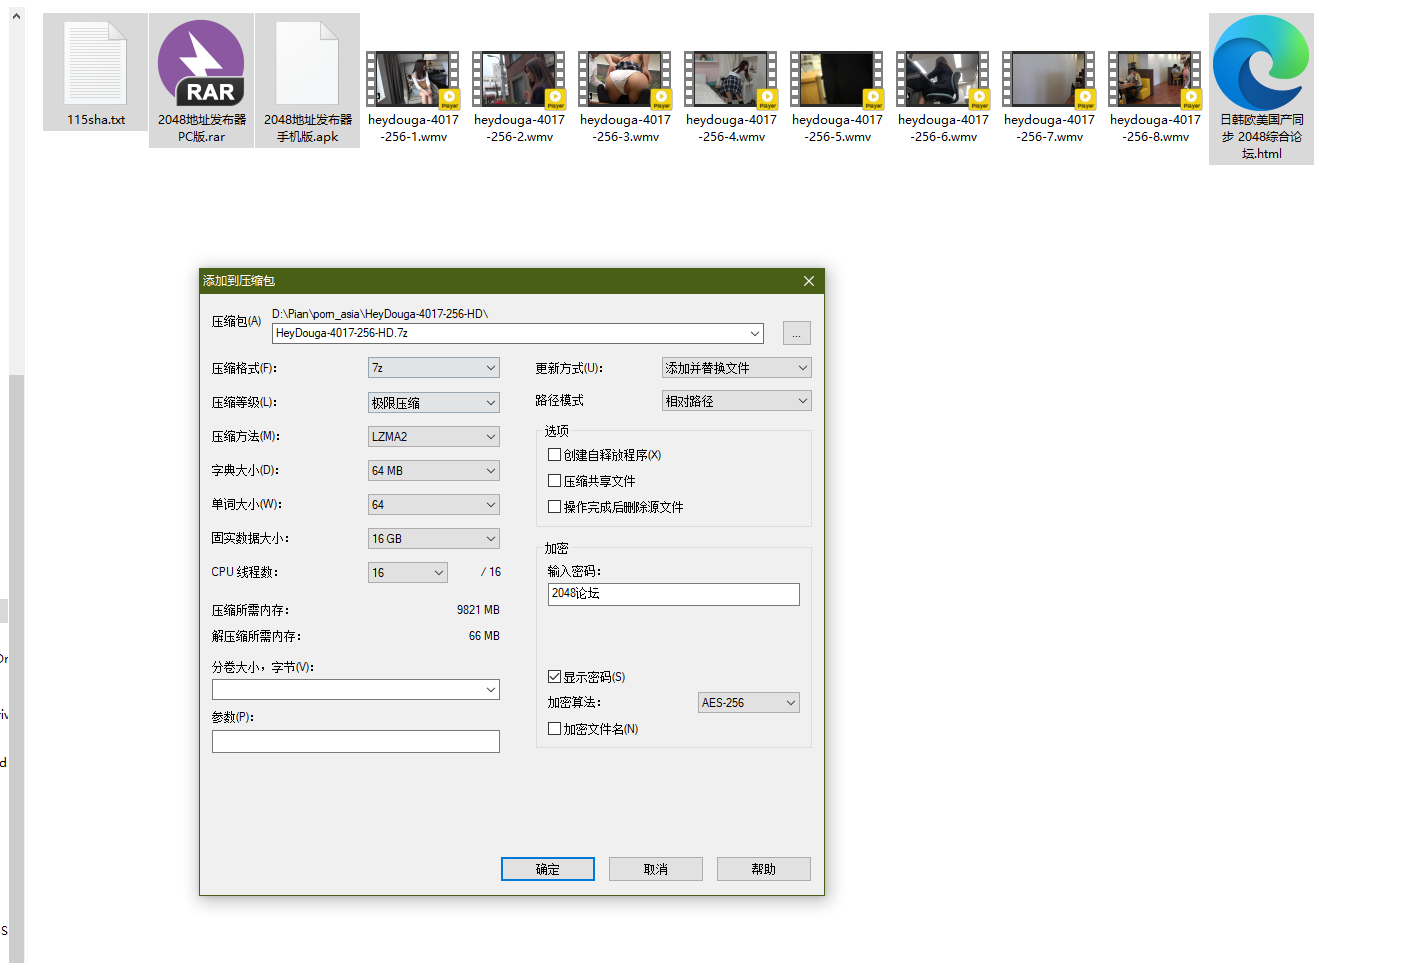 115sha.txt
2048地址发布器
PC版.rar
RAR
2048地址发布器
手机版.apk
heydouga-4017
-256-1.wmv
heydouga-4017
-256-2.wmv
heydouga-4017
-256-3.wmv
heydouga-4017
-256-4.wmv
heydouga-4017
-256-5.wmv
heydouga-4017
-256-6.wmv
heydouga-4017
-256-7.wmv
heydouga-4017
-256-8.wmv
日韩欧美国产同
步 2048综合论
坛.html
添加到压缩包
压缩包(A)
D:\Pian\porn_asia\HeyDouga-4017-256-HD\
HeyDouga-4017-256-HD.7z
...
压缩格式(F):
7z
压缩等级(L):
极限压缩
压缩方法(M):
LZMA2
字典大小(D):
64 MB
单词大小(W):
64
固实数据大小:
16 GB
CPU 线程数:
16
/ 16
压缩所需内存:
9821 MB
解压缩所需内存:
66 MB
分卷大小，字节(V):
参数(P):
更新方式(U):
添加并替换文件
路径模式
相对路径
选项
创建自释放程序(X)
压缩共享文件
操作完成后删除源文件
加密
输入密码:
2048论坛
显示密码(S)
加密算法:
AES-256
加密文件名(N)
确定
取消
帮助